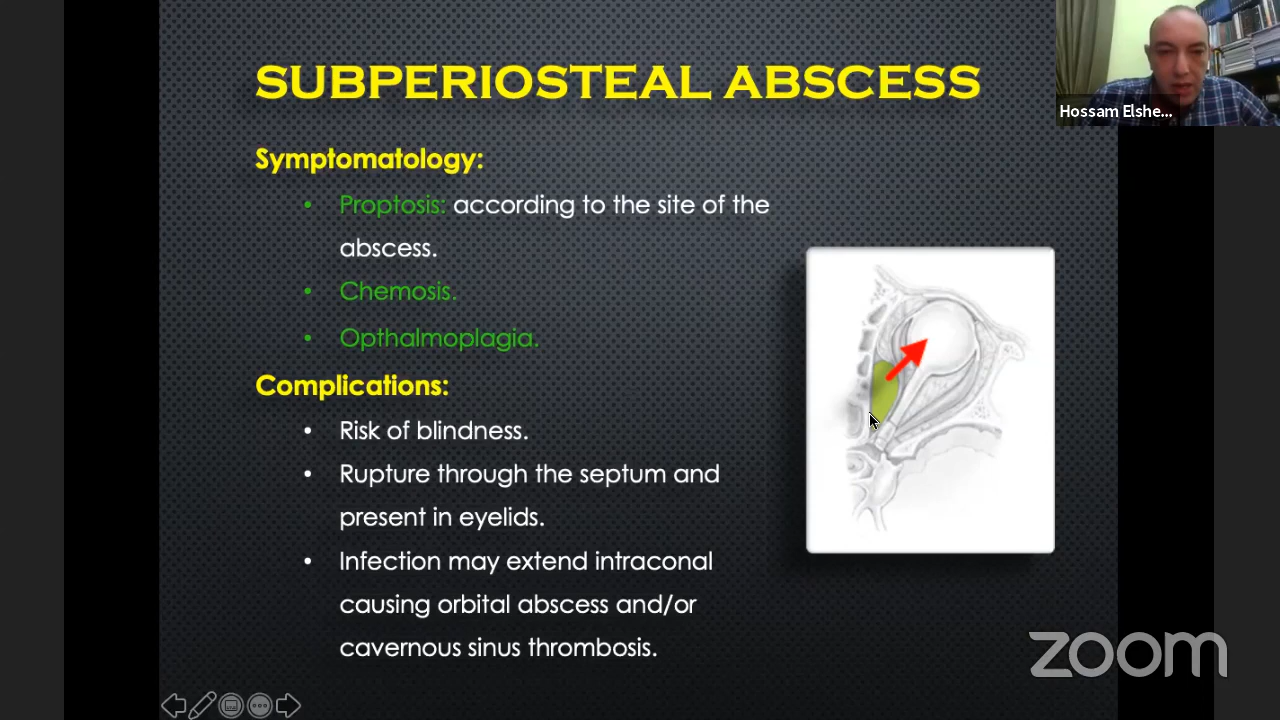 SUBPERIOSTEAL ABSCESS
Hossam Elshe...
Symptomatology:
• Proptosis: according to the site of the
abscess.
• Chemosis.
• Opthalmoplagia.
Complications:
• Risk of blindness.
• Rupture through the septum and
present in eyelids.
• Infection may extend intraconal
causing orbital abscess and/or
cavernous sinus thrombosis.
zoom